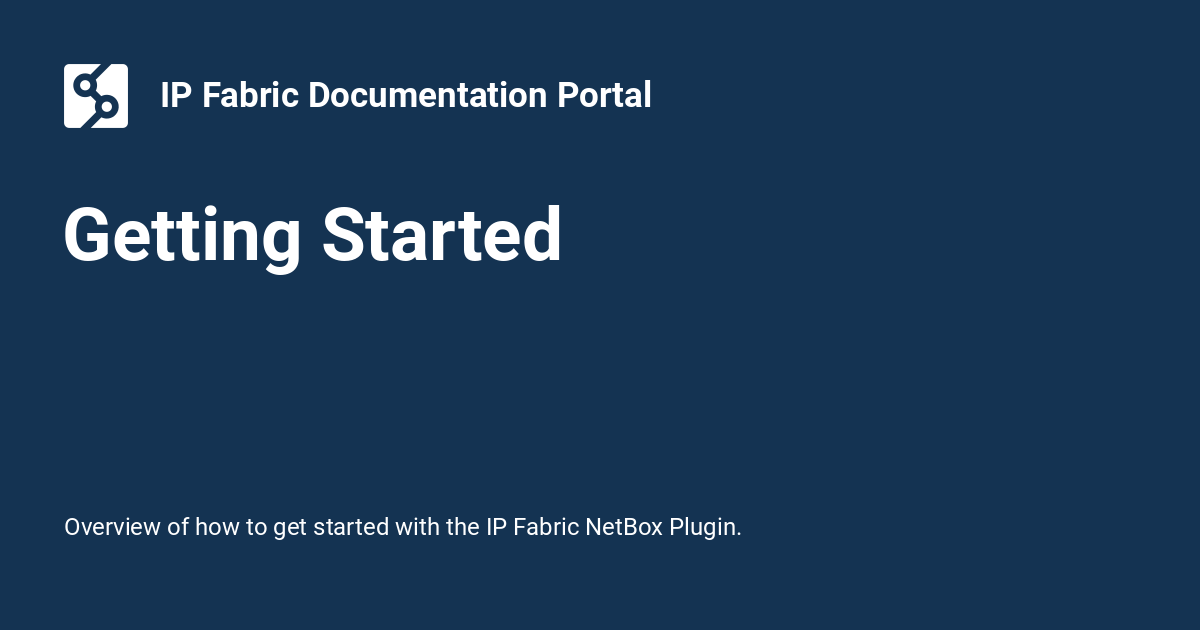 IP Fabric Documentation Portal
Getting Started
Overview of how to get started with the IP Fabric NetBox Plugin.